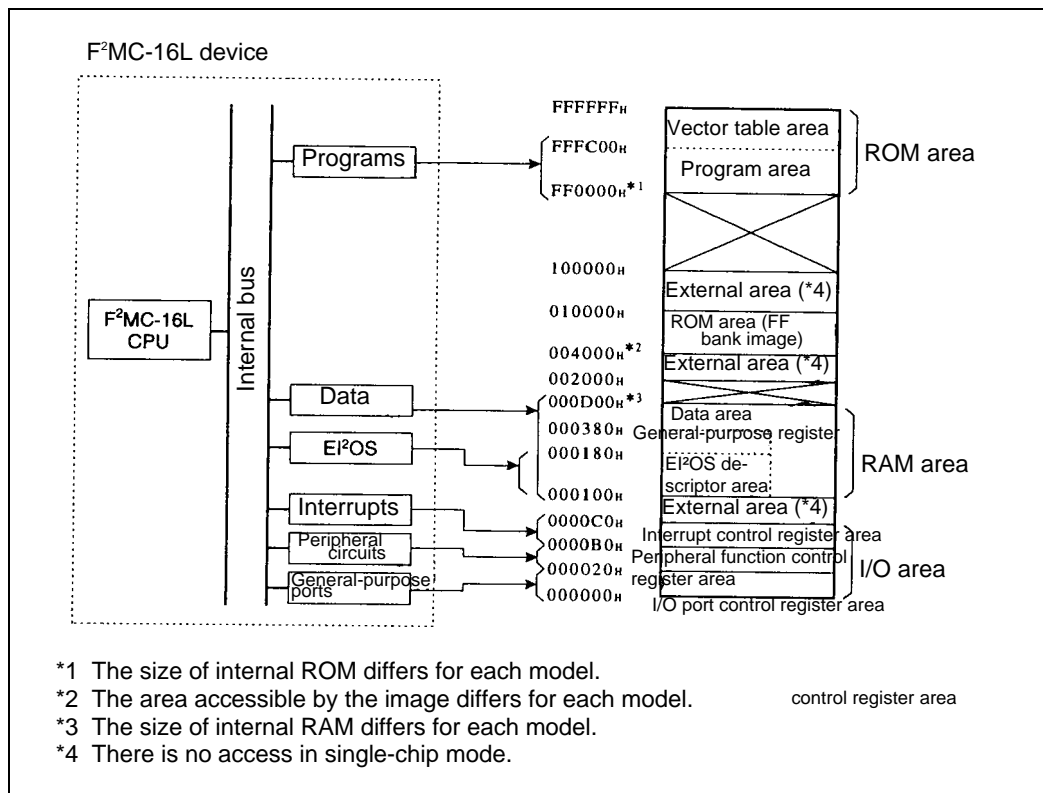 F²MC-16L device
F²MC-16L
CPU
Internal bus
Programs
Data
EI²OS
Interrupts
Peripheral
circuits
General-purpose
ports
FFFFFFH
FFFC00H
FF0000H*1
100000H
010000H
004000H*2
002000H
000D00H*3
000380H
000180H
000100H
0000C0H
0000B0H
000020H
000000H
Vector table area
Program area
External area (*4)
ROM area (FF
bank image)
External area (*4)
Data area
General-purpose register
EI²OS de-
scriptor area
External area (*4)
Interrupt control register area
Peripheral function control
register area
I/O port control register area
ROM area
RAM area
I/O area
*1 The size of internal ROM differs for each model.
*2 The area accessible by the image differs for each model.
control register area
*3 The size of internal RAM differs for each model.
*4 There is no access in single-chip mode.